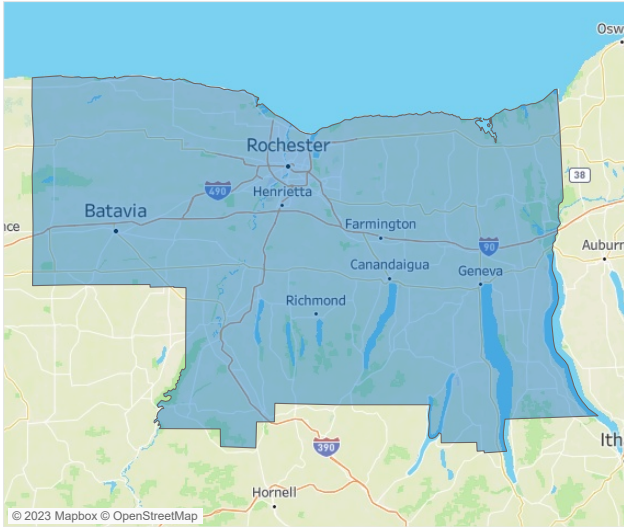 Osw
Rochester
38
490
Henrietta
Batavia
nce
Farmington
90
Auburn
Canandaigua
Geneva
Richmond
390
Ith
Hornell
© 2023 Mapbox © OpenStreetMap